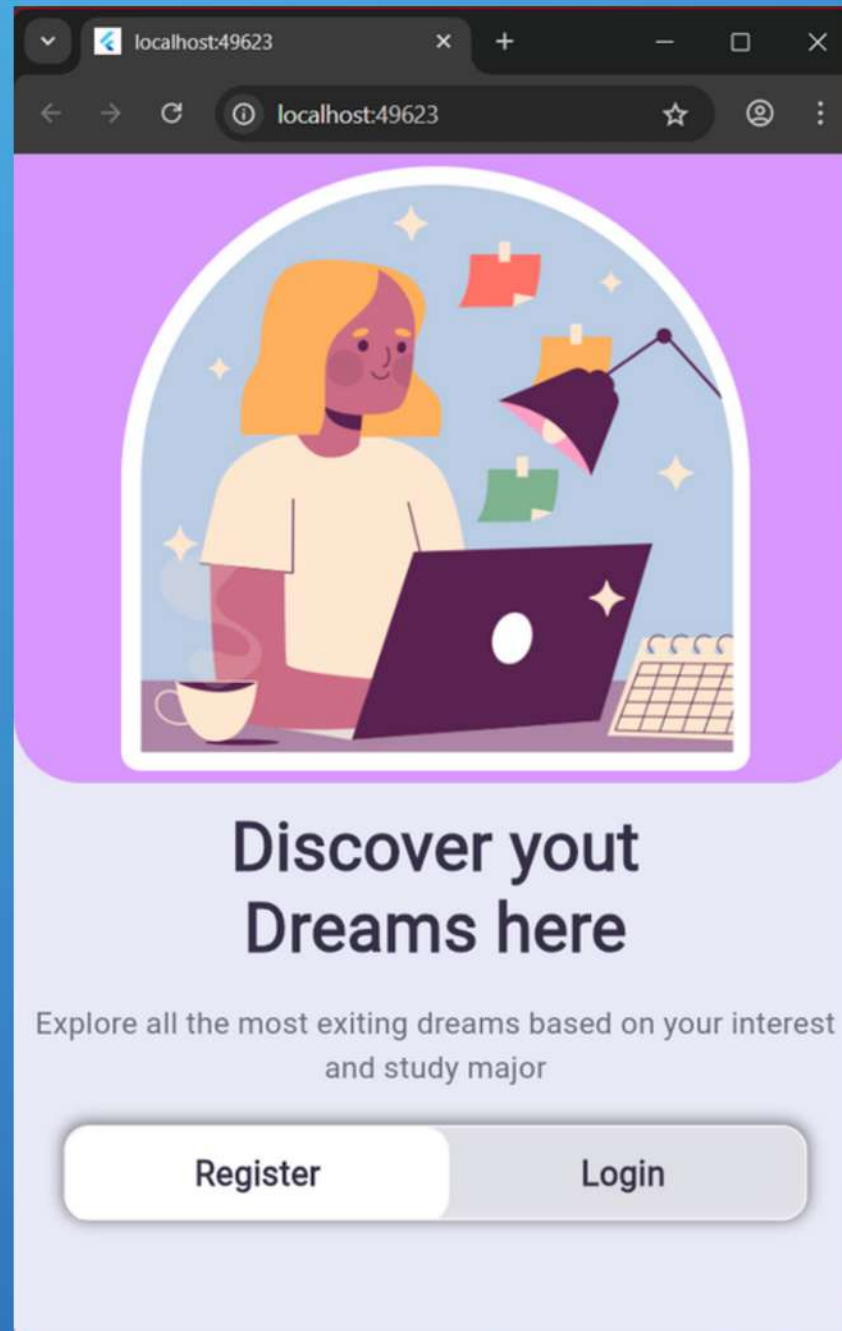 localhost:49623
localhost:49623
Discover yout
Dreams here
Explore all the most exiting dreams based on your interest
and study major
Register
Login